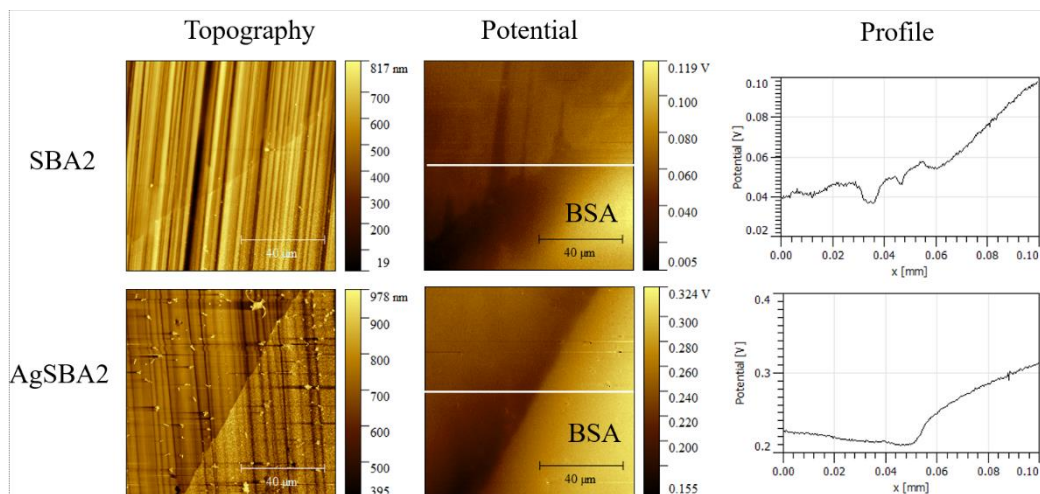 Topography
Potential
Profile
SBA2
817 nm
700
600
500
400
300
200
19
40 µm
0.119 V
0.100
0.080
0.060
0.040
0.005
BSA
40 µm
0.10
0.08
0.06
0.04
0.02
Potential [V]
0.00 0.02 0.04 0.06 0.08 0.10
x [mm]
AgSBA2
978 nm
900
800
700
600
500
395
40 µm
0.324 V
0.300
0.280
0.260
0.240
0.220
0.200
0.180
0.155
BSA
40 µm
0.4
0.3
0.2
Potential [V]
0.00 0.02 0.04 0.06 0.08 0.10
x [mm]